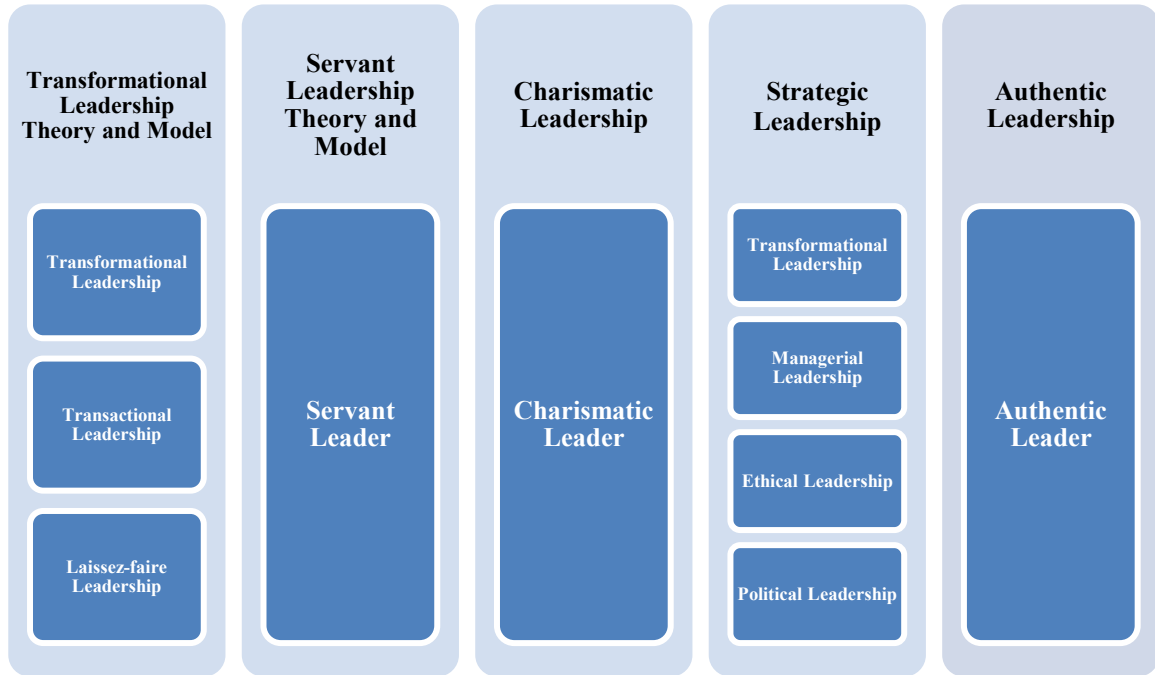 Transformational
Leadership
Theory and Model
Transformational
Leadership
Transactional
Leadership
Laissez-faire
Leadership
Servant
Leadership
Theory and
Model
Servant
Leader
Charismatic
Leadership
Charismatic
Leader
Strategic
Leadership
Transformational
Leadership
Managerial
Leadership
Ethical Leadership
Political Leadership
Authentic
Leadership
Authentic
Leader